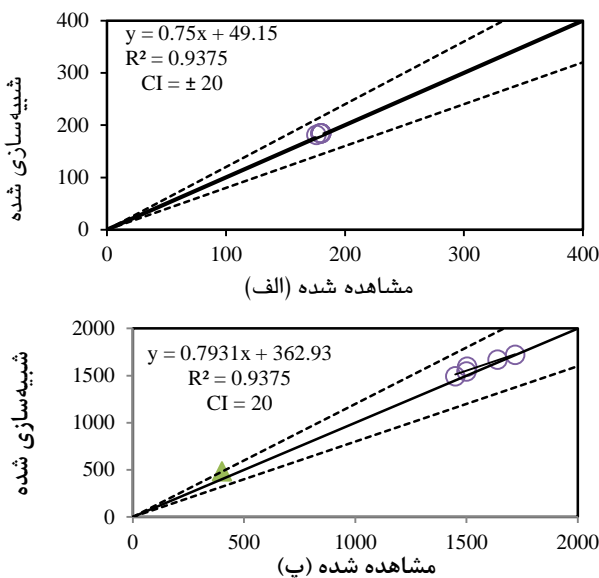 y = 0.75x + 49.15
R² = 0.9375
CI = ± 20
شبیه‌سازی شده
400
300
200
100
0
0 100 200 300 400
مشاهده شده (الف)
y = 0.7931x + 362.93
R² = 0.9375
CI = 20
شبیه‌سازی شده
2000
1500
1000
500
0
0 500 1000 1500 2000
مشاهده شده (پ)